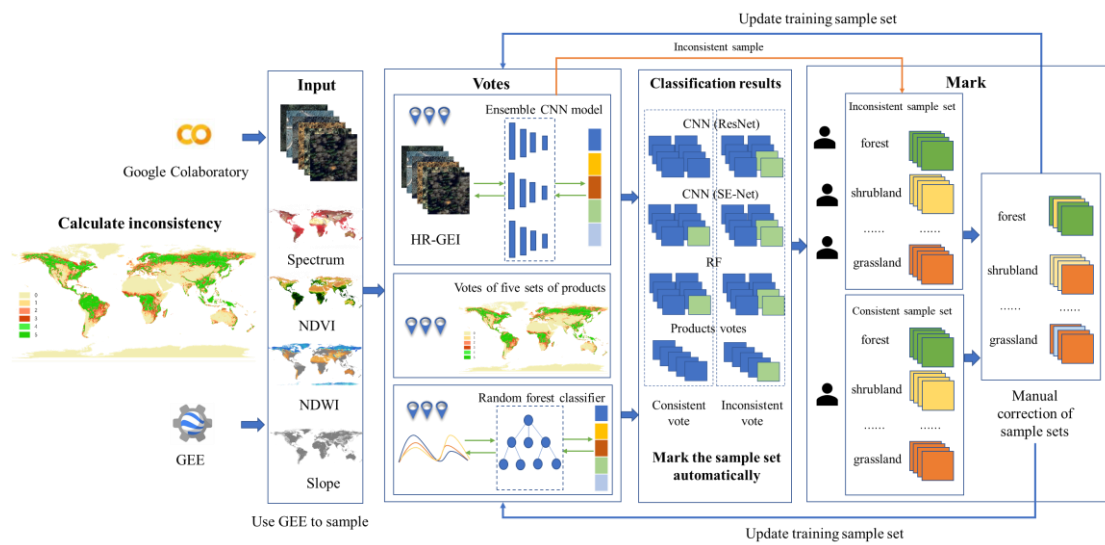 Update training sample set
Inconsistent sample
Input
Votes
Classification results
Mark
Ensemble CNN model
HR-GEI
CNN (ResNet)
CNN (SE-Net)
RF
Products votes
Consistent
vote
Inconsistent
vote
Mark the sample set
automatically
Inconsistent sample set
forest
shrubland
......
......
grassland
Consistent sample set
forest
shrubland
......
......
grassland
forest
shrubland
......
......
grassland
Manual
correction of
sample sets
Google Colaboratory
Calculate inconsistency
0
1
2
3
GEE
Spectrum
NDVI
NDWI
Slope
Use GEE to sample
Votes of five sets of products
Random forest classifier
Update training sample set